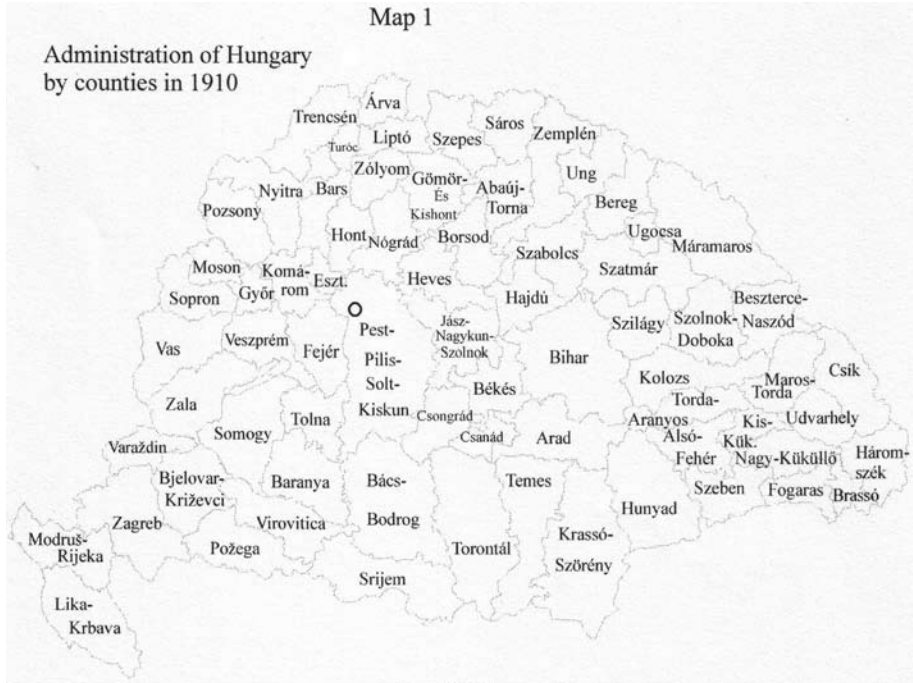 Map 1
Administration of Hungary
by counties in 1910
Árva
Trencsén
Sáros
Liptó
Szepes
Zemplén
Turóc
Zólyom
Gömör-
És
Kishont
Abaúj-
Torna
Ung
Nyitra
Bars
Bereg
Pozsony
Hont
Nógrád
Borsod
Ugocsa
Máramaros
Szabolcs
Szatmár
Moson
Komá-
rom
Eszt.
Heves
Sopron
Győr
Hajdú
Besztercze-
Naszód
Szilágy
Szolnok-
Doboka
Vas
Veszprém
Fejér
Pest-
Pilis-
Solt-
Kiskun
Jász-
Nagykun-
Szolnok
Bihar
Békés
Kolozs
Maros-
Torda
Csík
Torda-
Aranyos
Zala
Somogy
Tolna
Csongrád
Csanád
Arad
Alsó-
Fehér
Kis-
Kük.
Udvarhely
Nagy-Küküllő
Három-
szék
Varaždin
Bjelovar-
Križevci
Baranya
Bács-
Bodrog
Temes
Hunyad
Szeben
Fogaras
Brassó
Zagreb
Virovitica
Modruš-
Rijeka
Požega
Torontál
Krassó-
Szörény
Srijem
Lika-
Krbava